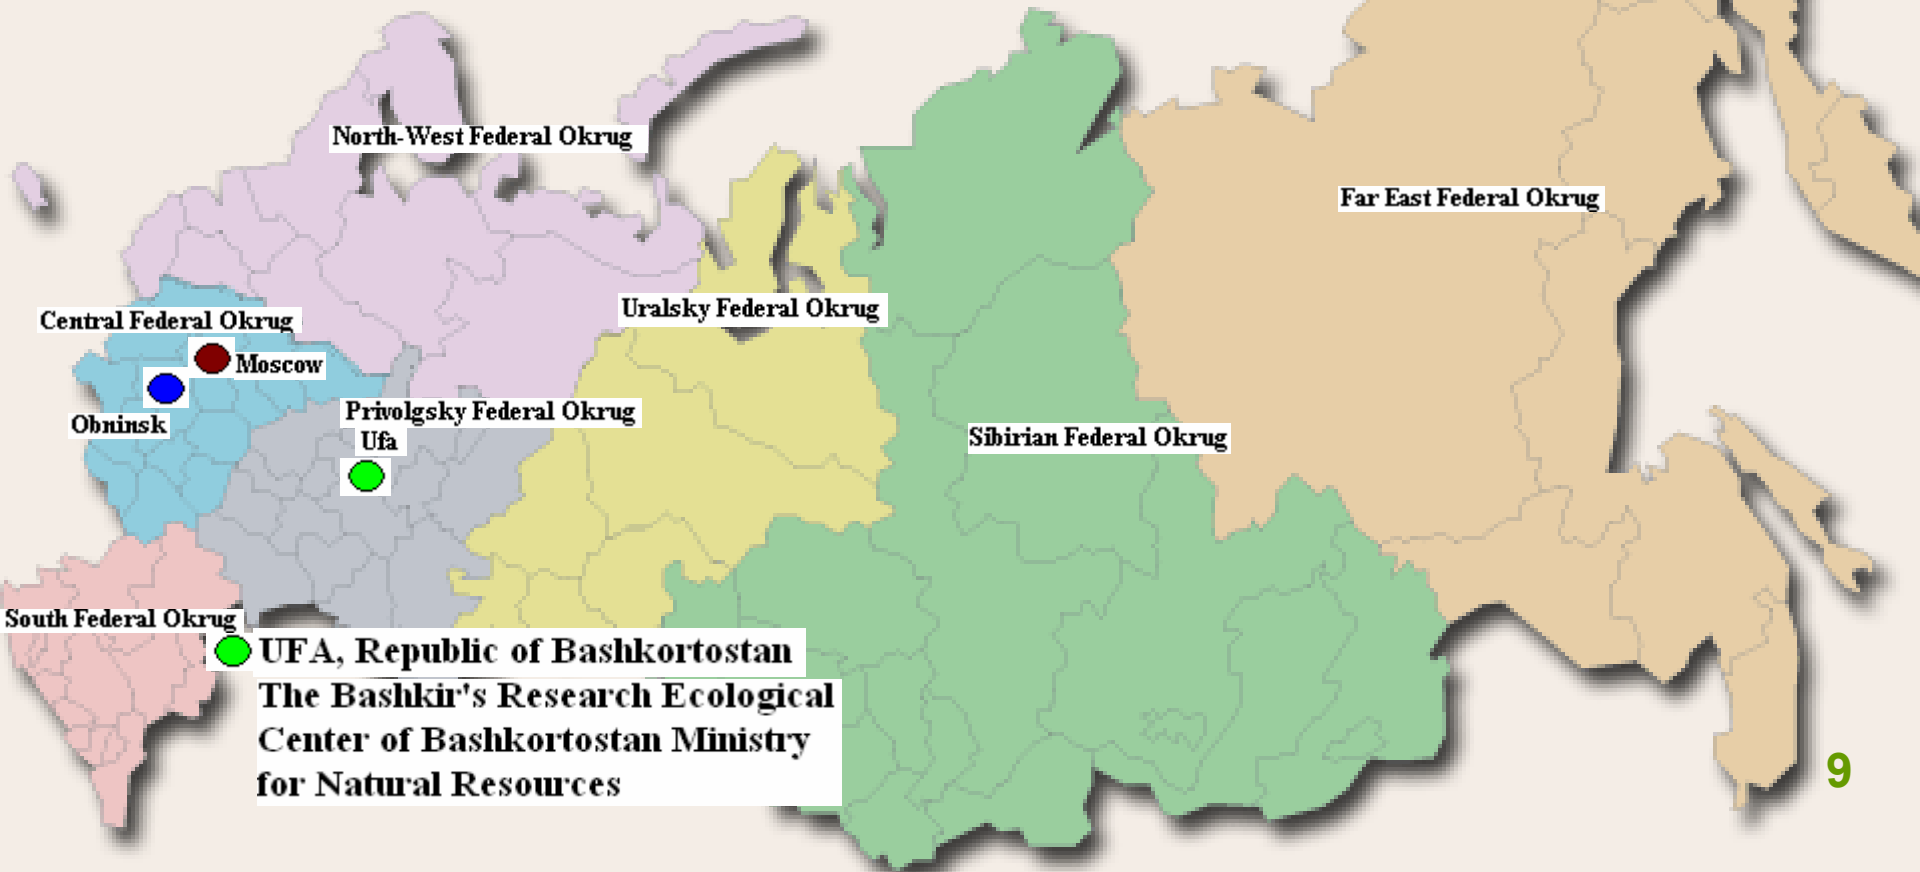 North-West Federal Okrug
Far East Federal Okrug
Uralsky Federal Okrug
Central Federal Okrug
Moscow
Obninsk
Privolgsky Federal Okrug
Ufa
Sibirian Federal Okrug
South Federal Okrug
UFA, Republic of Bashkortostan
The Bashkir's Research Ecological
Center of Bashkortostan Ministry
for Natural Resources
9